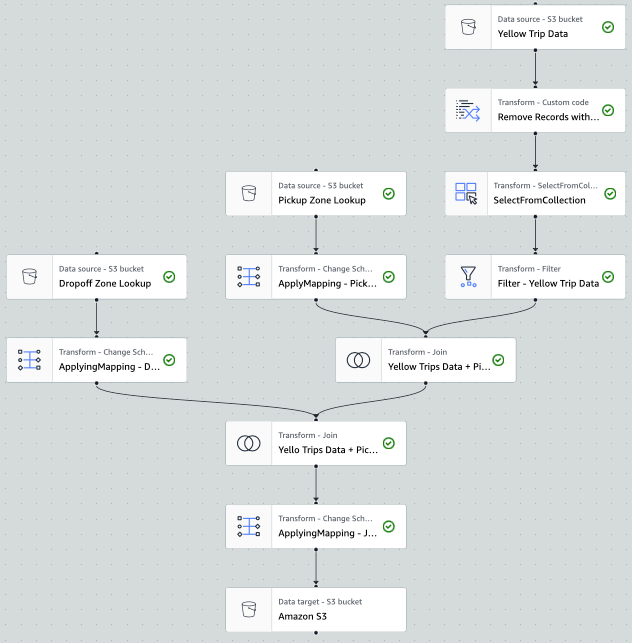 Data source - S3 bucket
Yellow Trip Data
Transform - Custom code
Remove Records with...
Data source - S3 bucket
Pickup Zone Lookup
Transform - SelectFromCol...
SelectFromCollection
Data source - S3 bucket
Dropoff Zone Lookup
Transform - Change Sch...
ApplyMapping - Pick...
Transform - Filter
Filter - Yellow Trip Data
Transform - Change Sch...
ApplyingMapping - D...
Transform - Join
Yellow Trips Data + Pi...
Transform - Join
Yello Trips Data + Pic...
Transform - Change Sch...
ApplyingMapping - J...
Data target - S3 bucket
Amazon S3